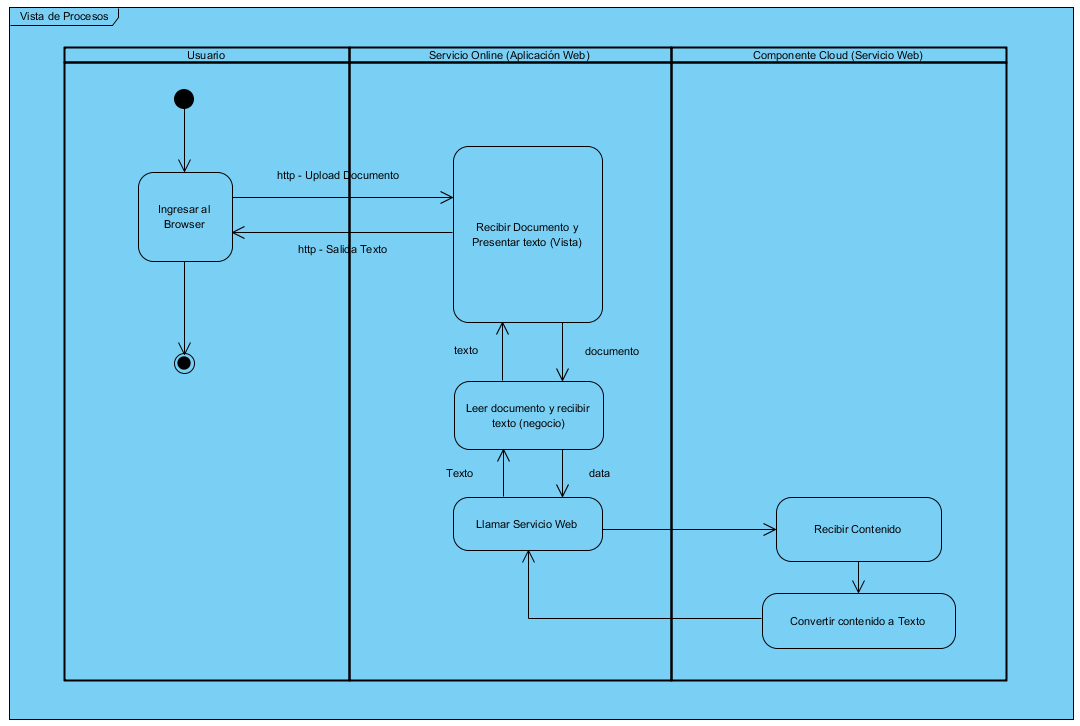 Vista de Procesos
Usuario
Servicio Online (Aplicación Web)
Componente Cloud (Servicio Web)
http - Upload Documento
Ingresar al
Browser
Recibir Documento y
Presentar texto (Vista)
http - Salida Texto
texto
documento
Leer documento y reciibir
texto (negocio)
Texto
data
Llamar Servicio Web
Recibir Contenido
Convertir contenido a Texto